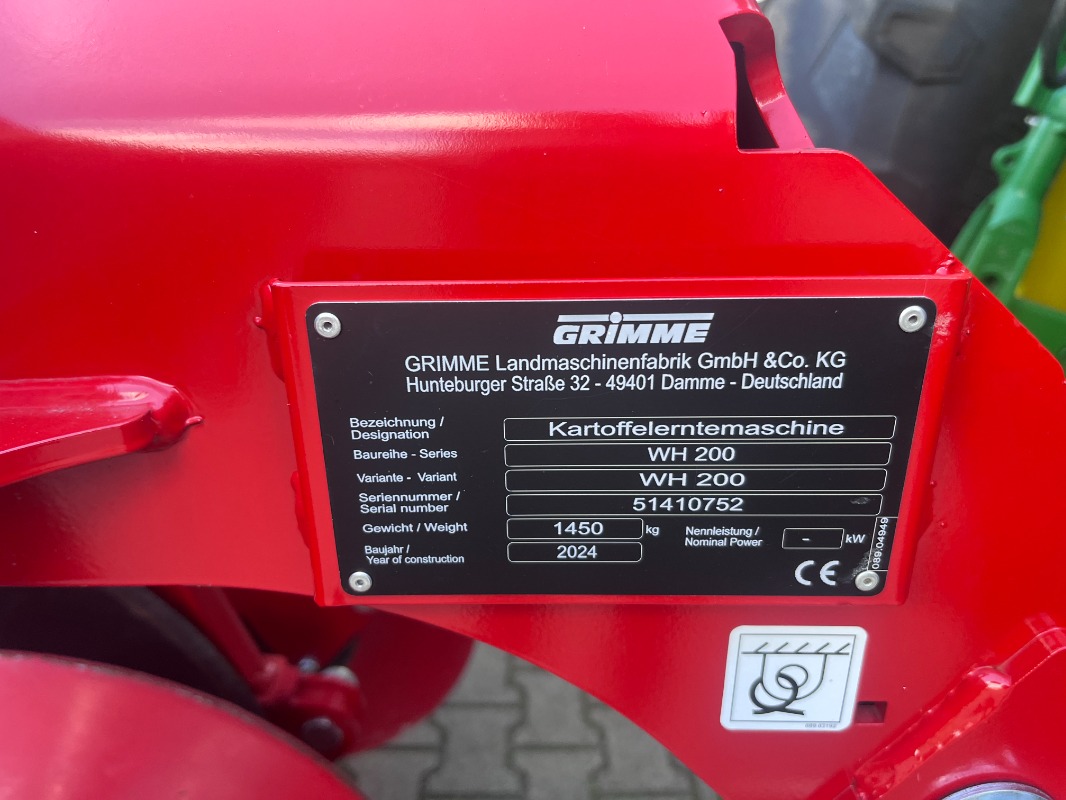 GRIMME
GRIMME Landmaschinenfabrik GmbH &Co. KG
Hunteburger Straße 32 - 49401 Damme - Deutschland
Bezeichnung /
Designation
Kartoffelerntemaschine
Baureihe - Series
WH 200
Variante - Variant
WH 200
Seriennummer /
Serial number
51410752
Gewicht / Weight
1450 kg
Nennleistung /
Nominal Power
- kW
Baujahr /
Year of construction
2024
CE
089.04949